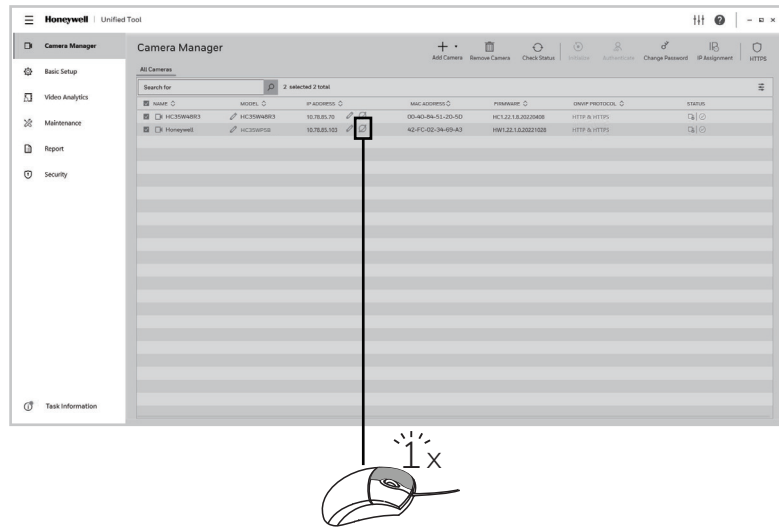 Honeywell | Unified Tool
Camera Manager
Basic Setup
Video Analytics
Maintenance
Report
Security
Task Information
Camera Manager
Add Camera Remove Camera Check Status Initialize Authenticate Change Password IP Assignment HTTPS
All Cameras
Search for 2 selected 2 total
NAME MODEL IP ADDRESS MAC ADDRESS FIRMWARE ONVIF PROTOCOL STATUS
HC35W48R3 HC35W48R3 10.78.85.70 00-40-84-51-20-5D HC1.22.1.8.20220408 HTTP & HTTPS
Honeywell 10.78.85.103 42-FC-02-34-69-A3 HW1.22.1.0.20221028 HTTP & HTTPS
1x